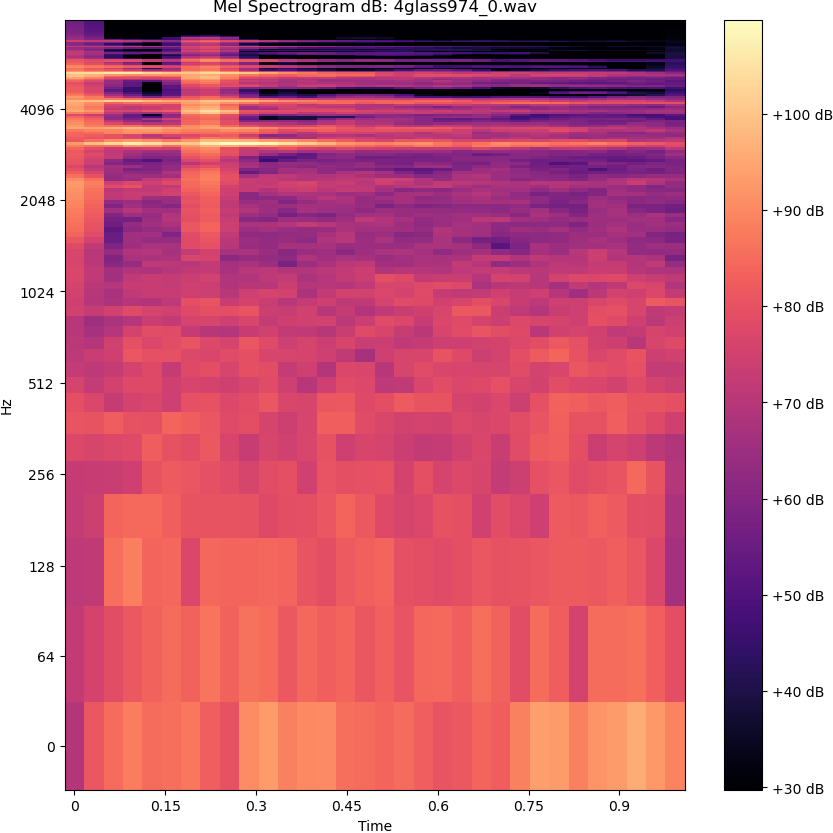 Mel Spectrogram dB: 4glass974_0.wav
4096
2048
1024
512
256
128
64
0
Hz
0 0.15 0.3 0.45 0.6 0.75 0.9
Time
+100 dB
+90 dB
+80 dB
+70 dB
+60 dB
+50 dB
+40 dB
+30 dB